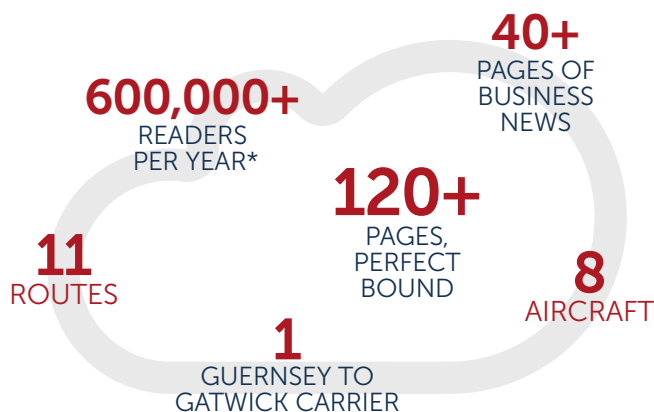 40+
PAGES OF
BUSINESS
NEWS
600,000+
READERS
PER YEAR*
120+
PAGES,
PERFECT
BOUND
11
ROUTES
8
AIRCRAFT
1
GUERNSEY TO
GATWICK CARRIER